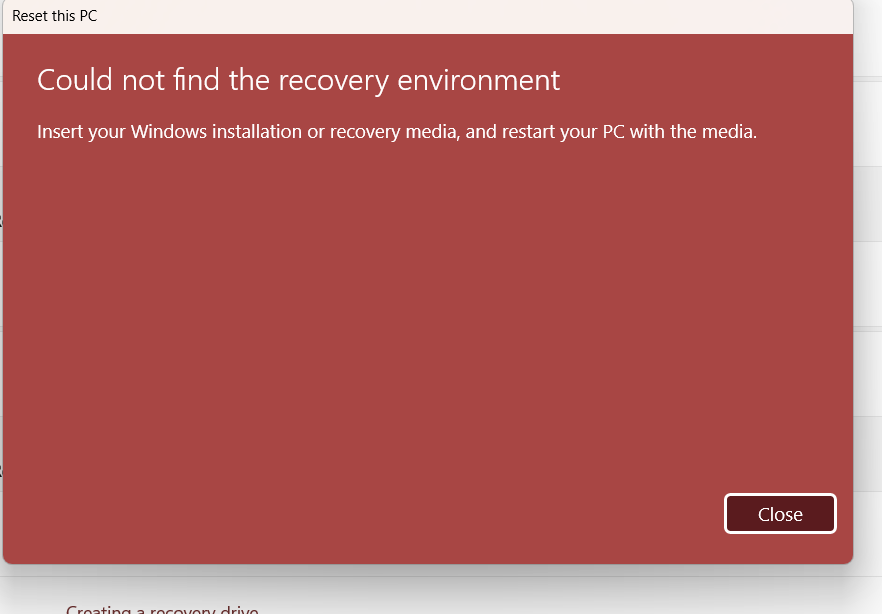 Reset this PC
Could not find the recovery environment
Insert your Windows installation or recovery media, and restart your PC with the media.
Close
Creating a recovery drive